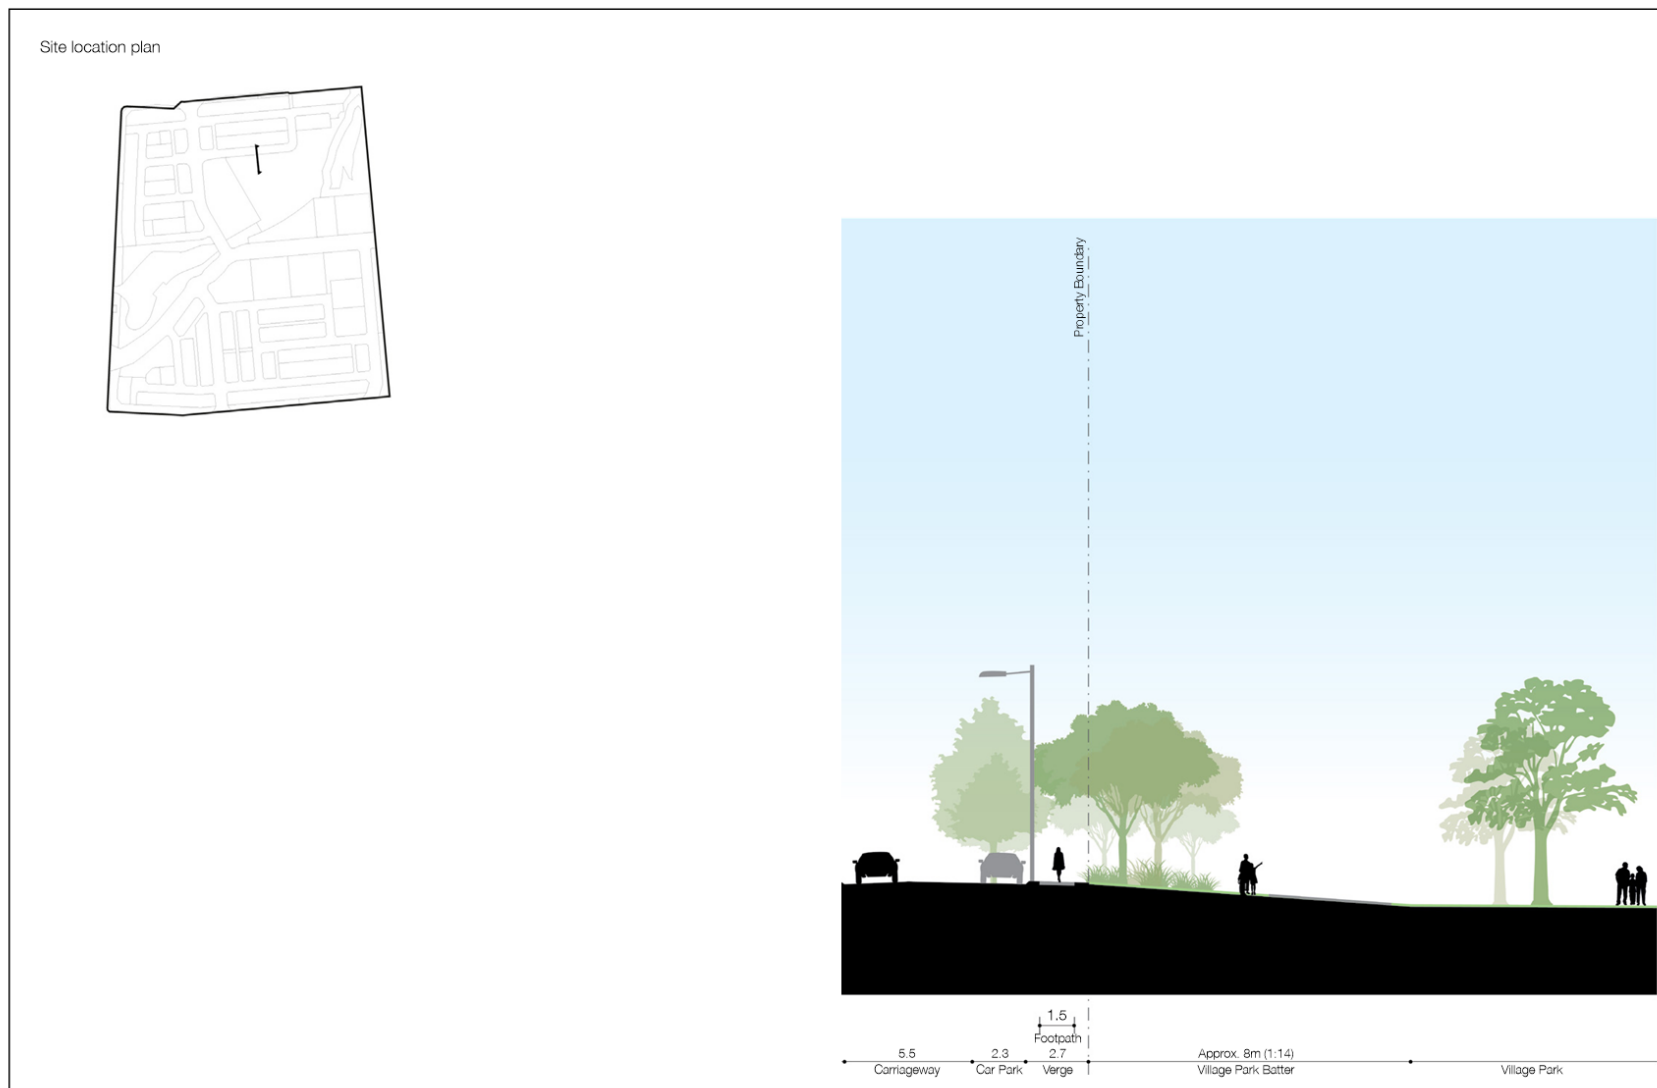 Site location plan
Property Boundary
1.5
Footpath
5.5
Carriageway
2.3
Car Park
2.7
Verge
Approx. 8m (1:14)
Village Park Batter
Village Park